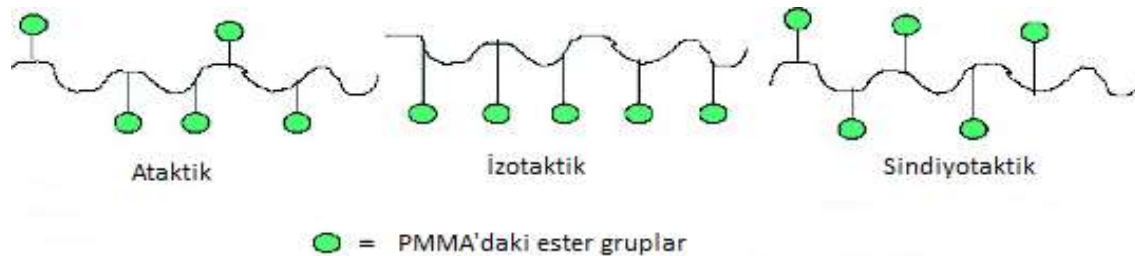 Ataktik
İzotaktik
Sindiyotaktik
= PMMA'daki ester gruplar